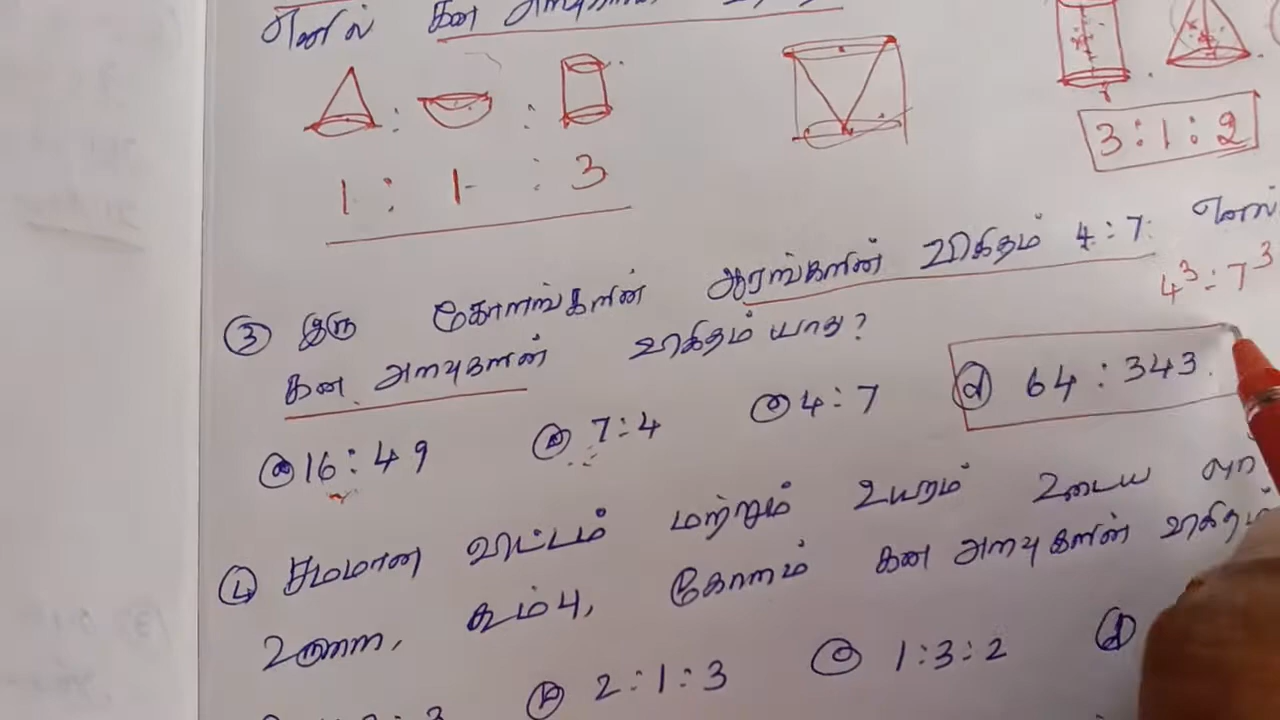 எனில் கன
: :
1 : 1 : 3
3 : 1 : 2
③ இரு கோளங்களின் ஆரங்களின் விகிதம் 4 : 7 எனில்
4³ : 7³
கன அளவுகளின் விகிதம் யாது?
அ 16 : 49 ஆ 7 : 4 இ 4 : 7 ஈ 64 : 343.
④ சமமான விட்டம் மற்றும் உயரம் உடைய
உருளை, கூம்பு, கோளம் கன அளவுகளின் விகிதம்
ஆ 2 : 1 : 3 இ 1 : 3 : 2 ஈ